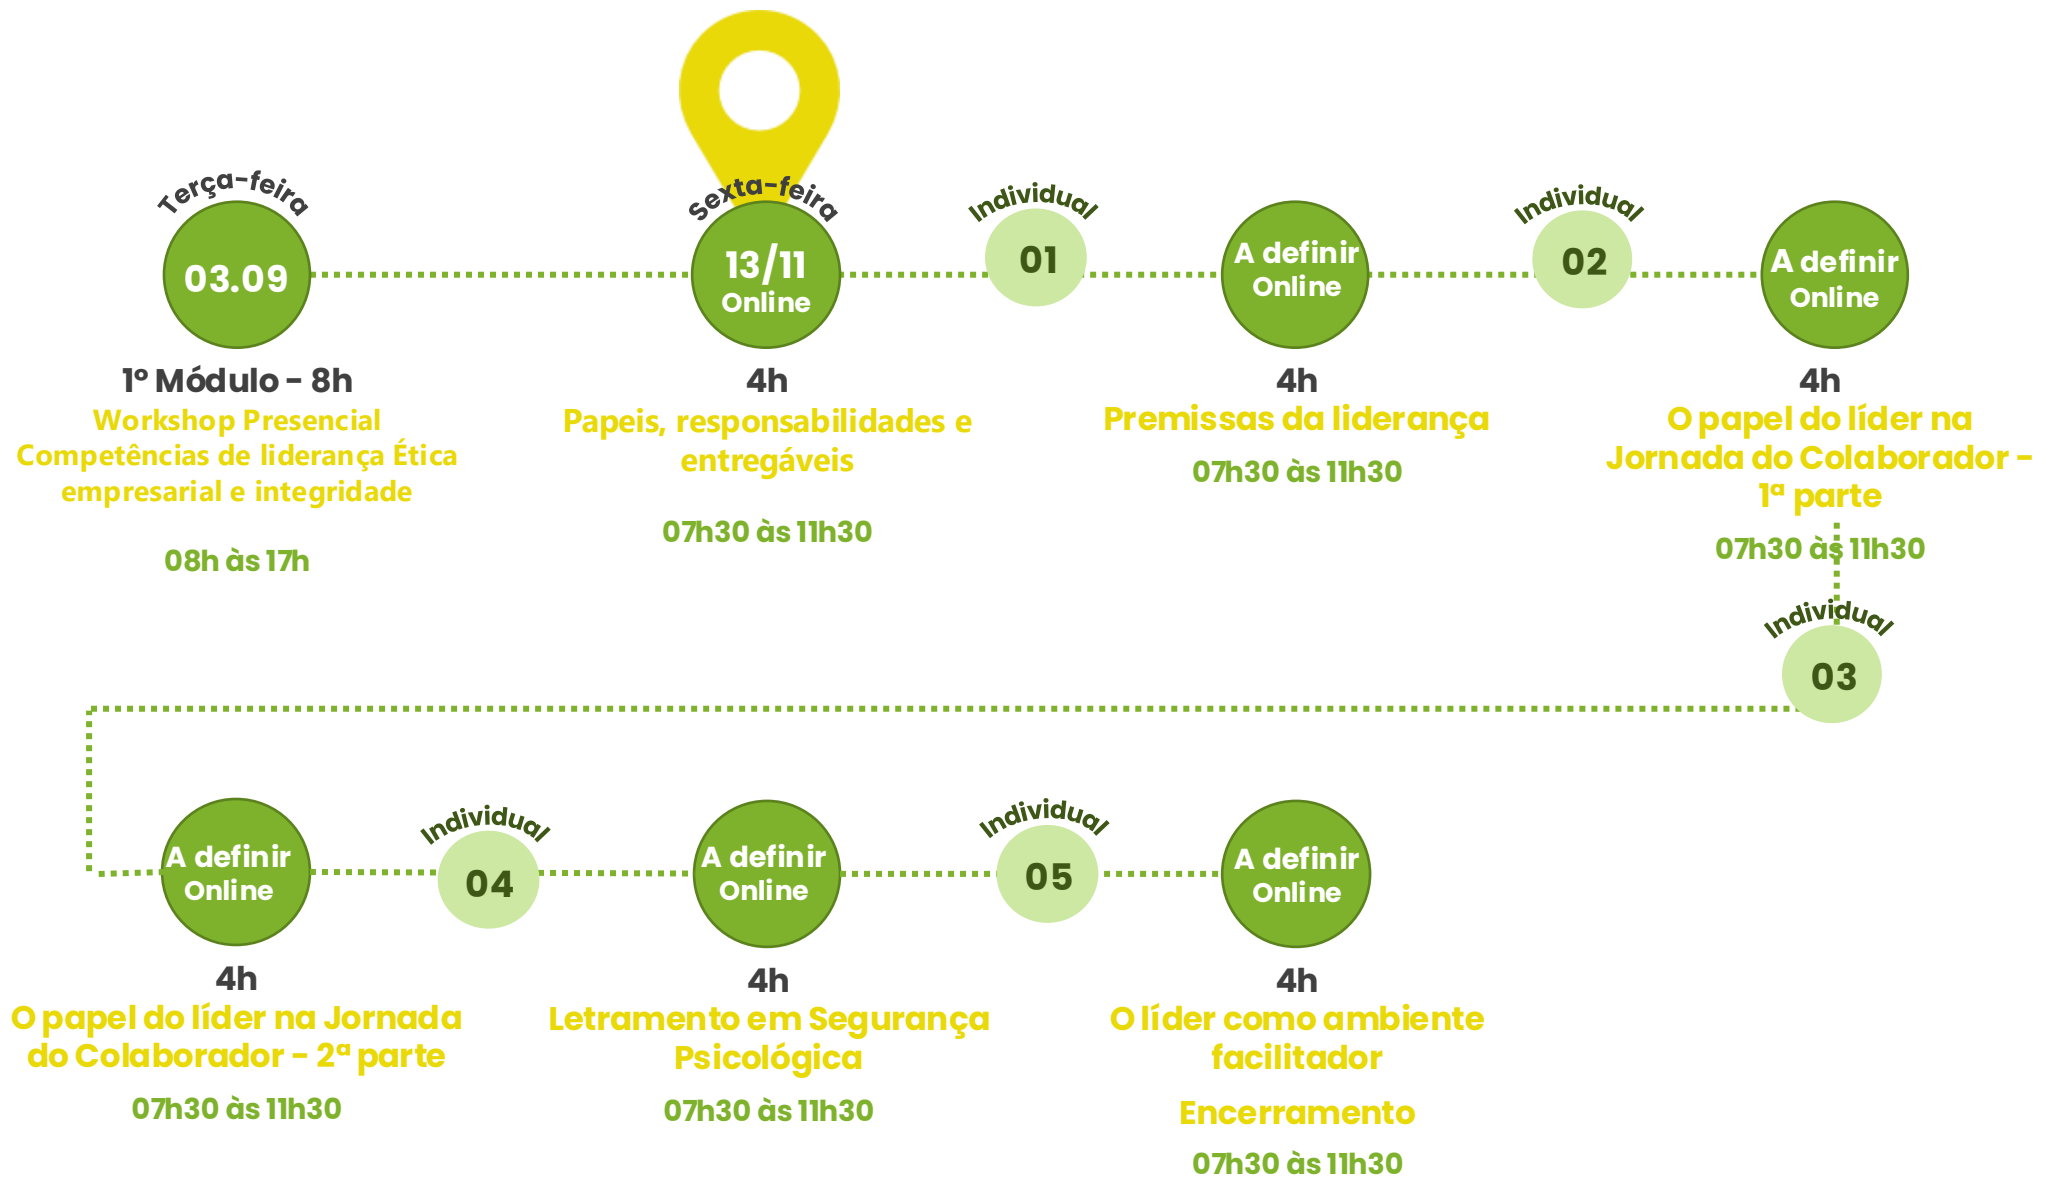 Terça-feira
03.09
1º Módulo - 8h
Workshop Presencial
Competências de liderança Ética
empresarial e integridade
08h às 17h
Sexta-feira
13/11
Online
4h
Papeis, responsabilidades e
entregáveis
07h30 às 11h30
Individual
01
A definir
Online
4h
Premissas da liderança
07h30 às 11h30
Individual
02
A definir
Online
4h
O papel do líder na
Jornada do Colaborador -
1ª parte
07h30 às 11h30
Individual
03
A definir
Online
4h
O papel do líder na Jornada
do Colaborador - 2ª parte
07h30 às 11h30
Individual
04
A definir
Online
4h
Letramento em Segurança
Psicológica
07h30 às 11h30
Individual
05
A definir
Online
4h
O líder como ambiente
facilitador
Encerramento
07h30 às 11h30